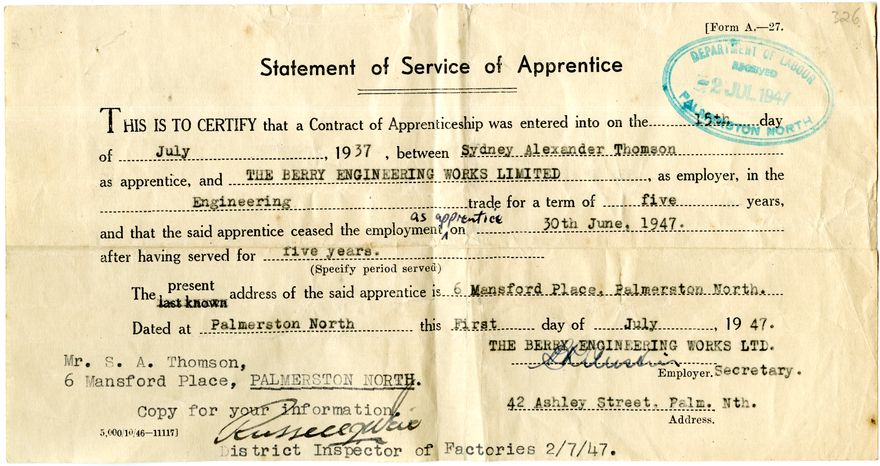 326
[Form A.—27.
Statement of Service of Apprentice
DEPARTMENT OF LABOUR
RECEIVED
2 JUL 1947
PALMERSTON NORTH
THIS IS TO CERTIFY that a Contract of Apprenticeship was entered into on the 15th day
of July, 1937, between Sydney Alexander Thomson
as apprentice, and THE BERRY ENGINEERING WORKS LIMITED, as employer, in the
Engineering trade for a term of five years,
as apprentice
and that the said apprentice ceased the employment on 30th June, 1947.
after having served for five years.
(Specify period served)
present
The last known address of the said apprentice is 6 Mansford Place, Palmerston North.
Dated at Palmerston North this First day of July, 1947.
THE BERRY ENGINEERING WORKS LTD.
Mr. S. A. Thomson,
Employer. Secretary.
6 Mansford Place, PALMERSTON NORTH.
42 Ashley Street. Palm. Nth.
Copy for your information.
Address.
5,000/10/46—11117]
District Inspector of Factories 2/7/47.